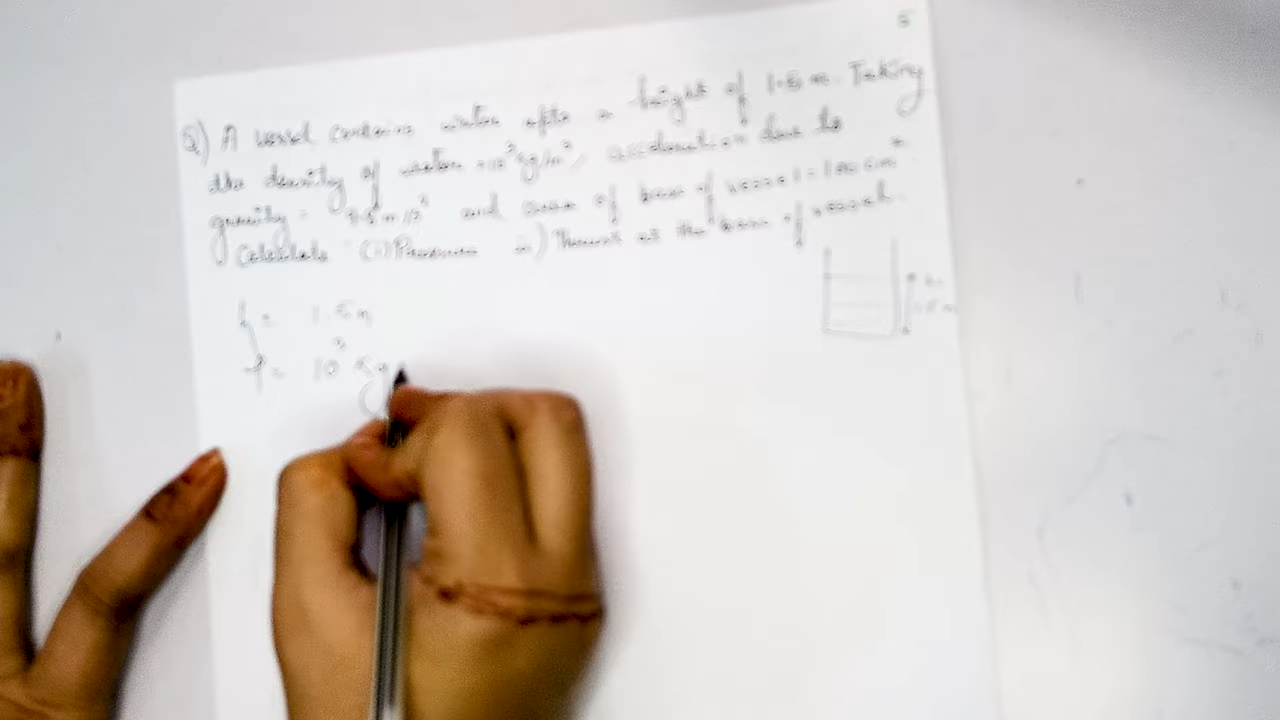 5
Q) A vessel contains water upto a height of 1.5 m. Taking
the density of water = 10³ kg/m³, acceleration due to
gravity = 9.8 m/s² and area of base of vessel = 100 cm²
Calculate (i) Pressure ii) Thrust at the base of vessel.
h = 1.5m
ρ = 10³ kg